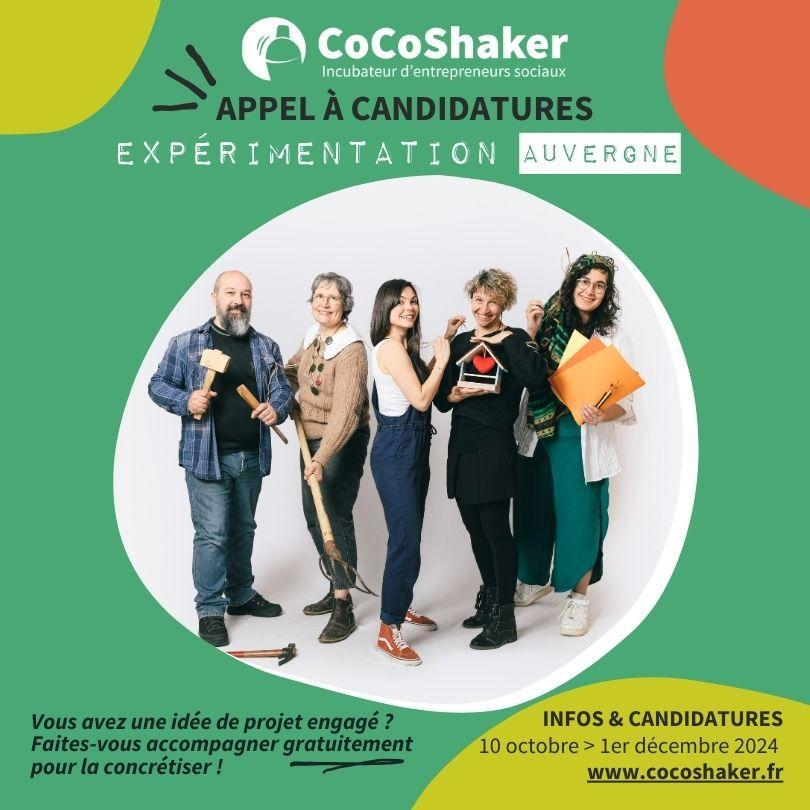 CoCoShaker
Incubateur d'entrepreneurs sociaux
APPEL À CANDIDATURES
EXPÉRIMENTATION AUVERGNE
Vous avez une idée de projet engagé ?
Faites-vous accompagner gratuitement
pour la concrétiser !
INFOS & CANDIDATURES
10 octobre > 1er décembre 2024
www.cocoshaker.fr